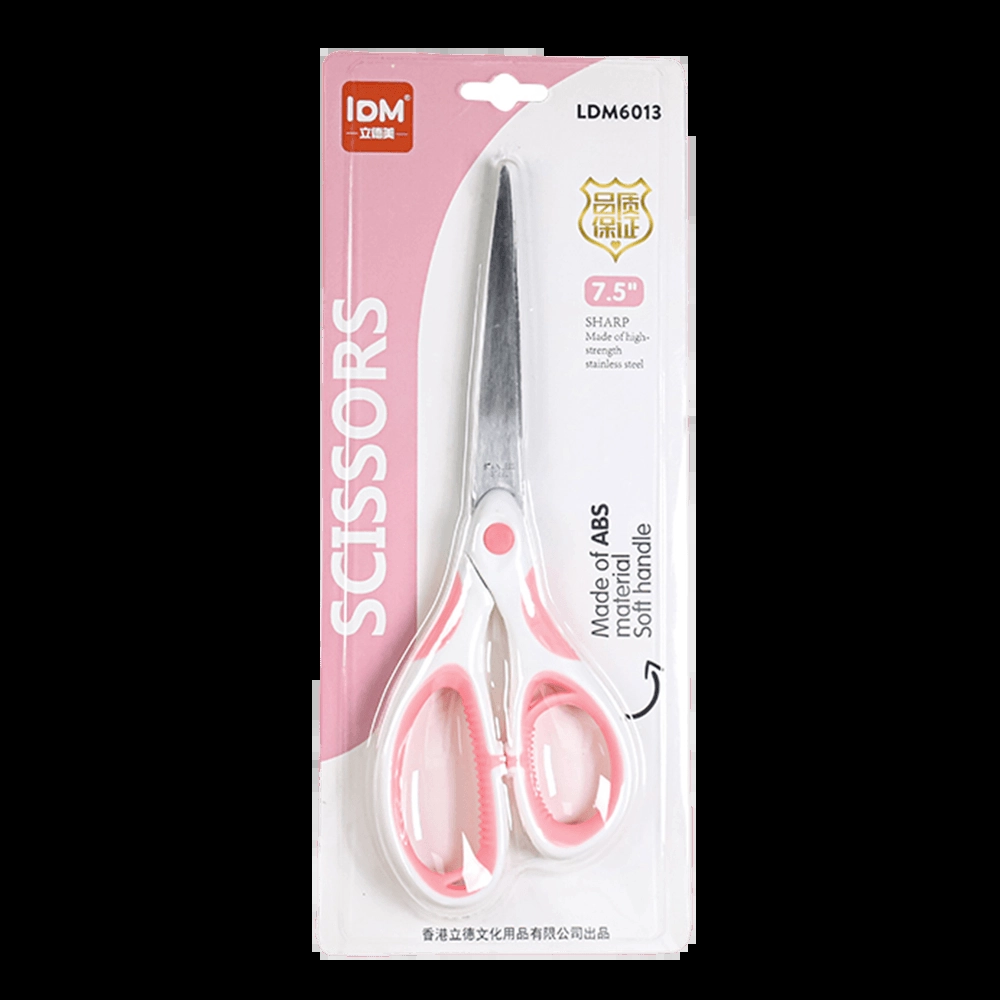 LDM®
立德美
LDM6013
品质
保证
7.5"
SHARP
Made of high-
strength
stainless steel
SCISSORS
Made of ABS
material
Soft handle
香港立德文化用品有限公司出品